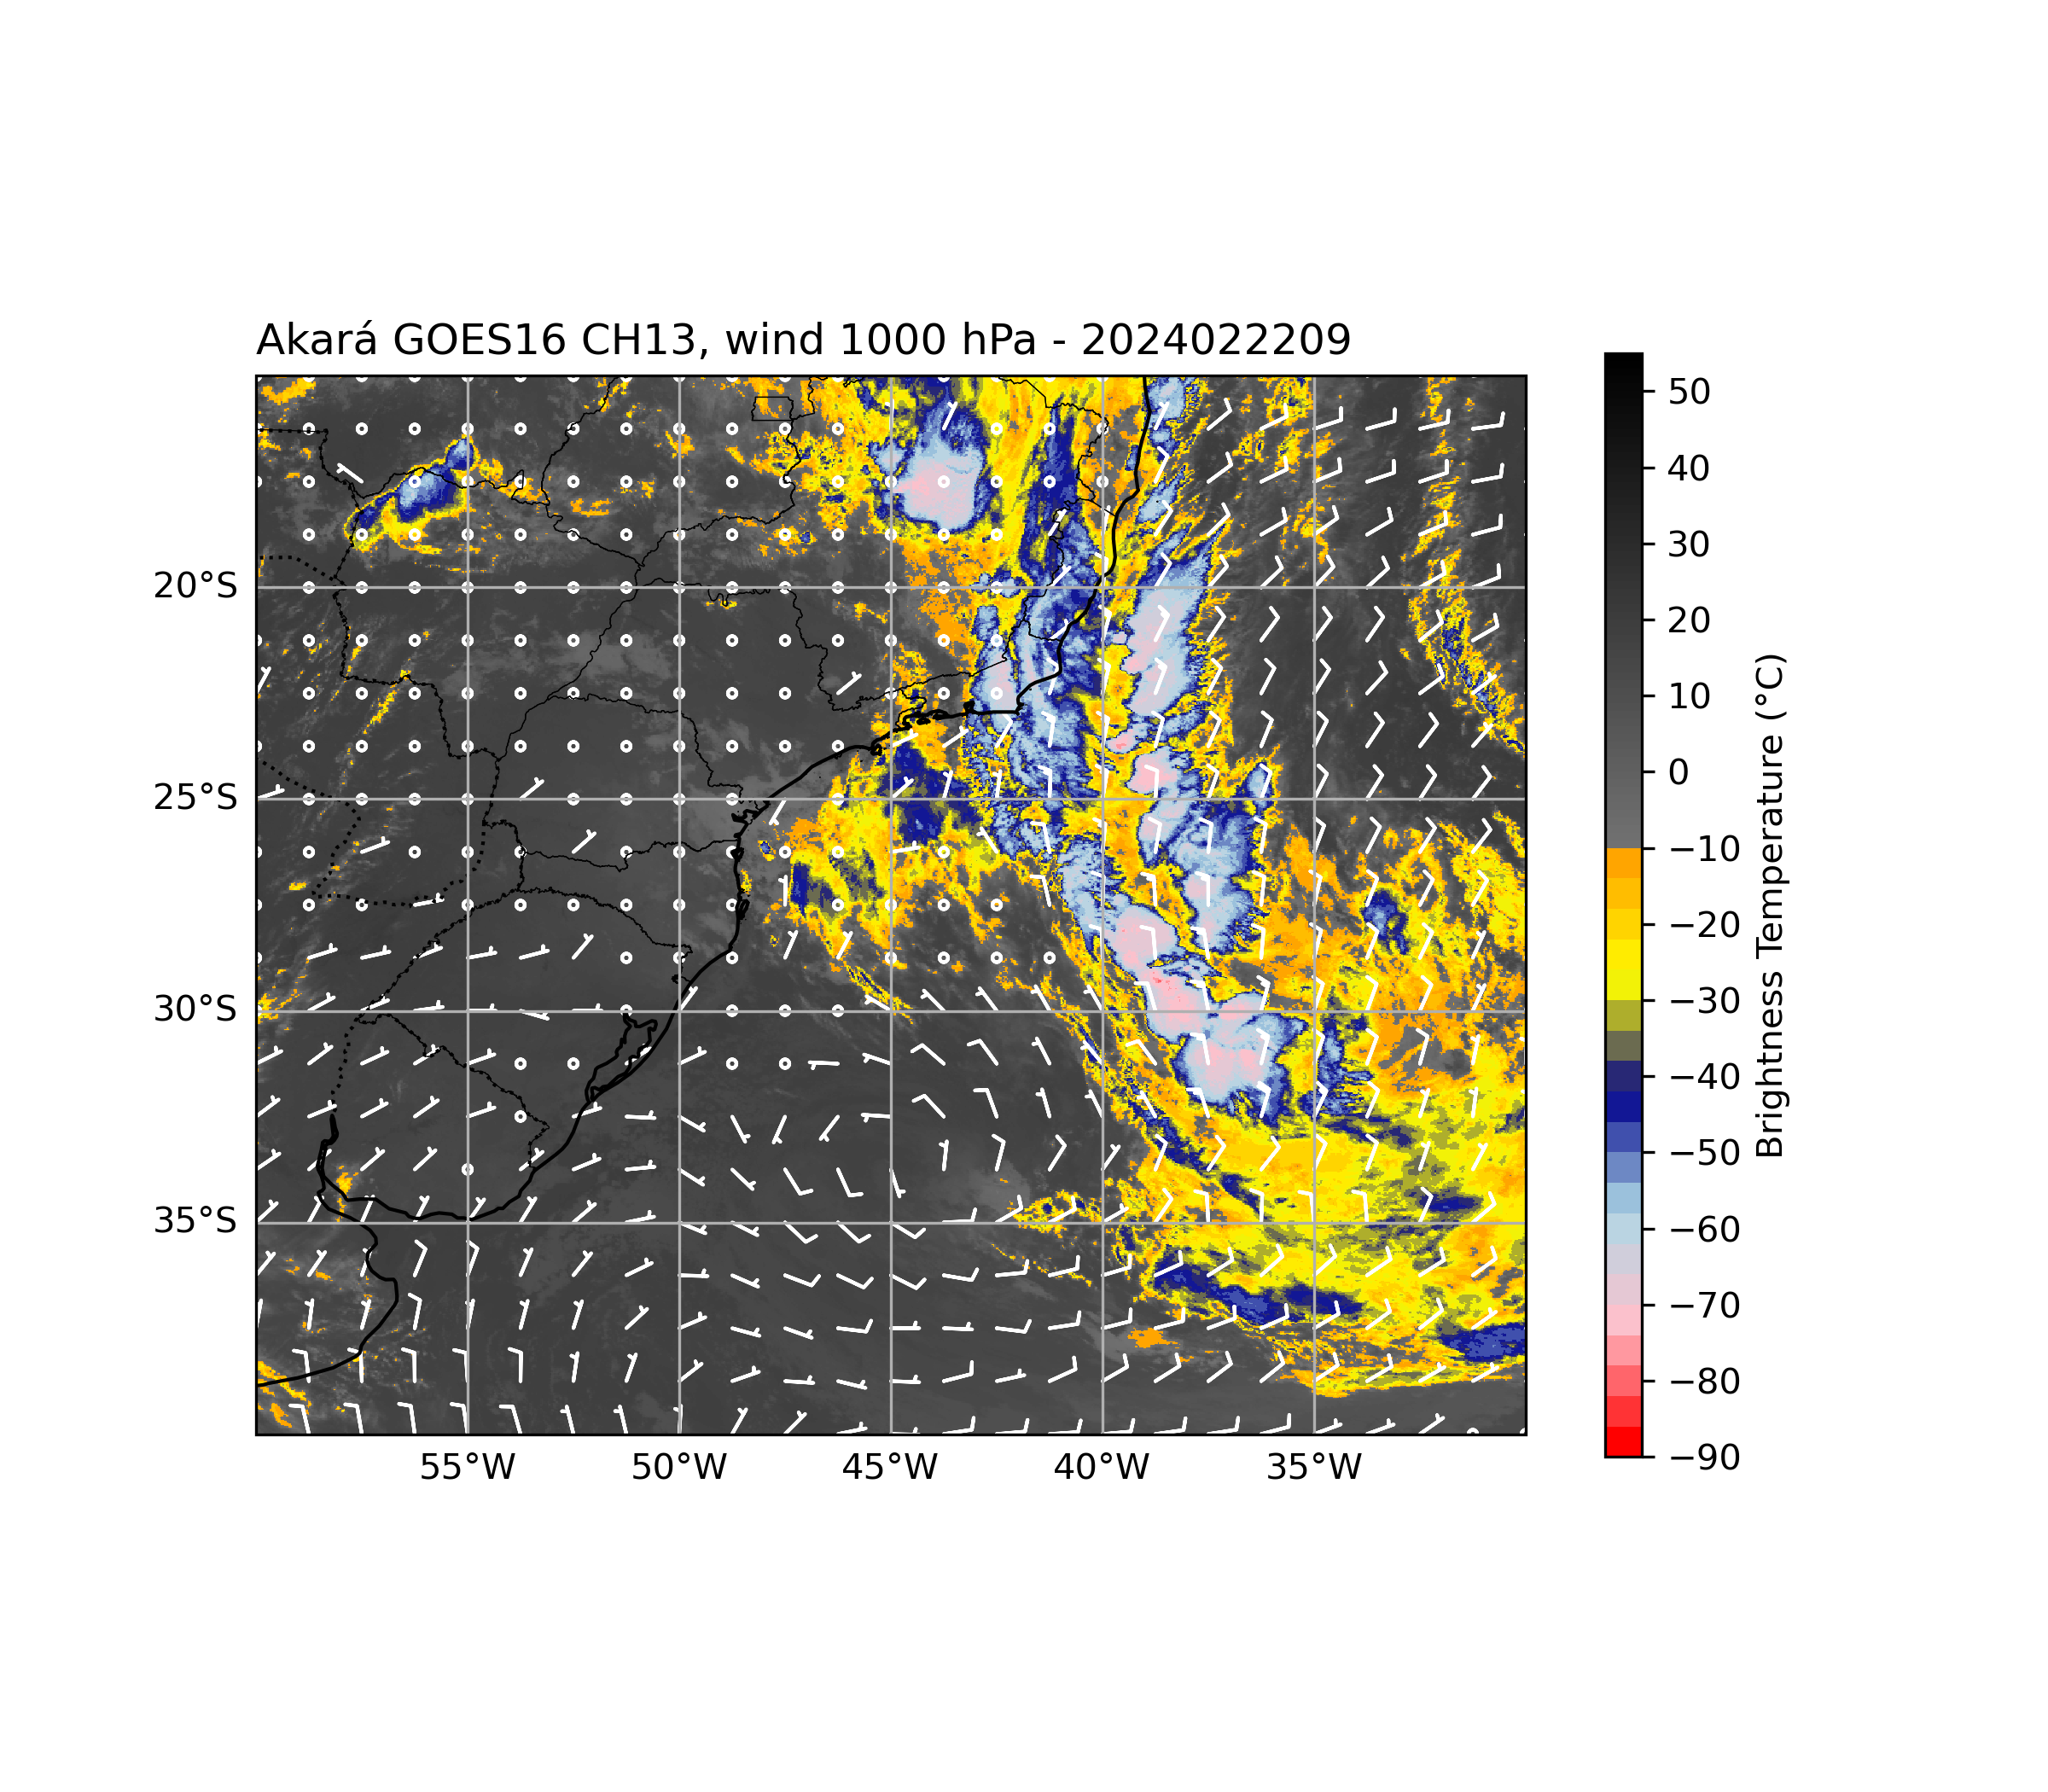 Akará GOES16 CH13, wind 1000 hPa - 2024022209
20°S
25°S
30°S
35°S
55°W
50°W
45°W
40°W
35°W
50
40
30
20
10
0
−10
−20
−30
−40
−50
−60
−70
−80
−90
Brightness Temperature (°C)